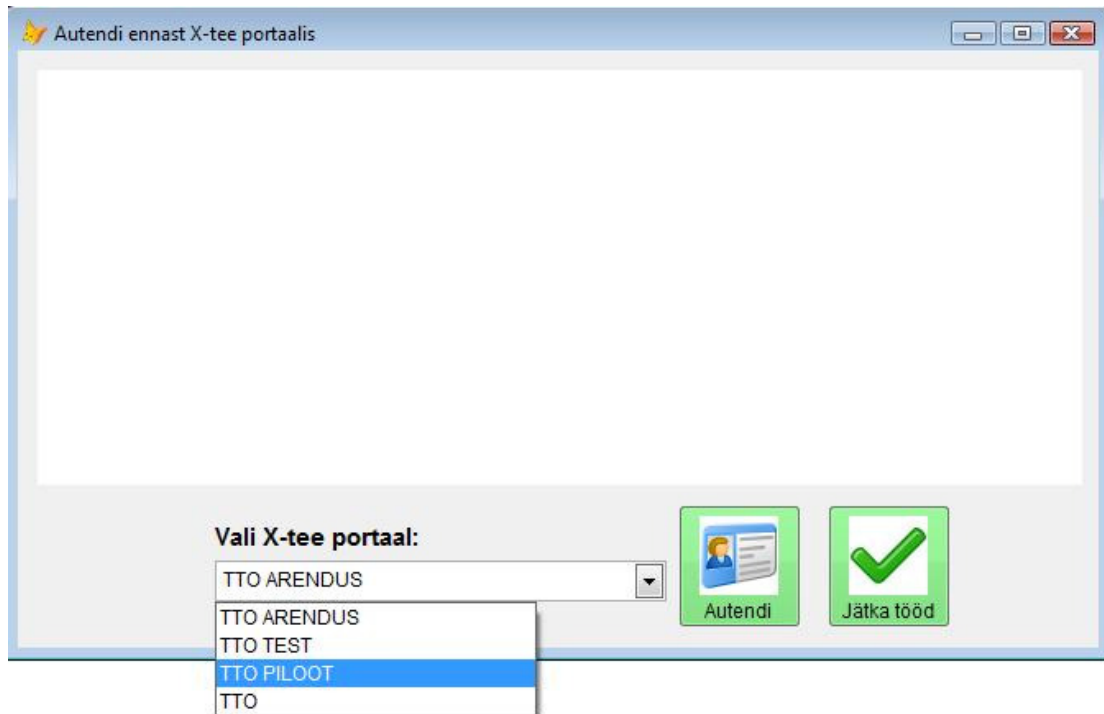 Autendi ennast X-tee portaalis
Vali X-tee portaal:
TTO ARENDUS
TTO ARENDUS
TTO TEST
TTO PILOOT
TTO
Autendi
Jätka tööd